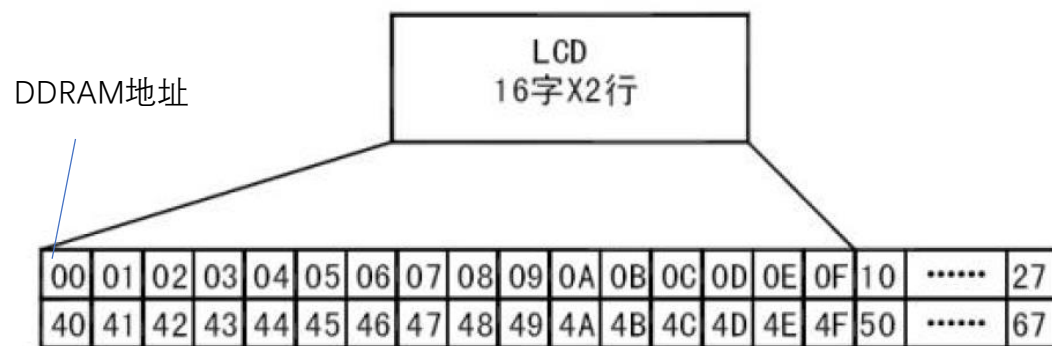 LCD
16字X2行
DDRAM地址
00 01 02 03 04 05 06 07 08 09 0A 0B 0C 0D 0E 0F 10 ······ 27
40 41 42 43 44 45 46 47 48 49 4A 4B 4C 4D 4E 4F 50 ······ 67